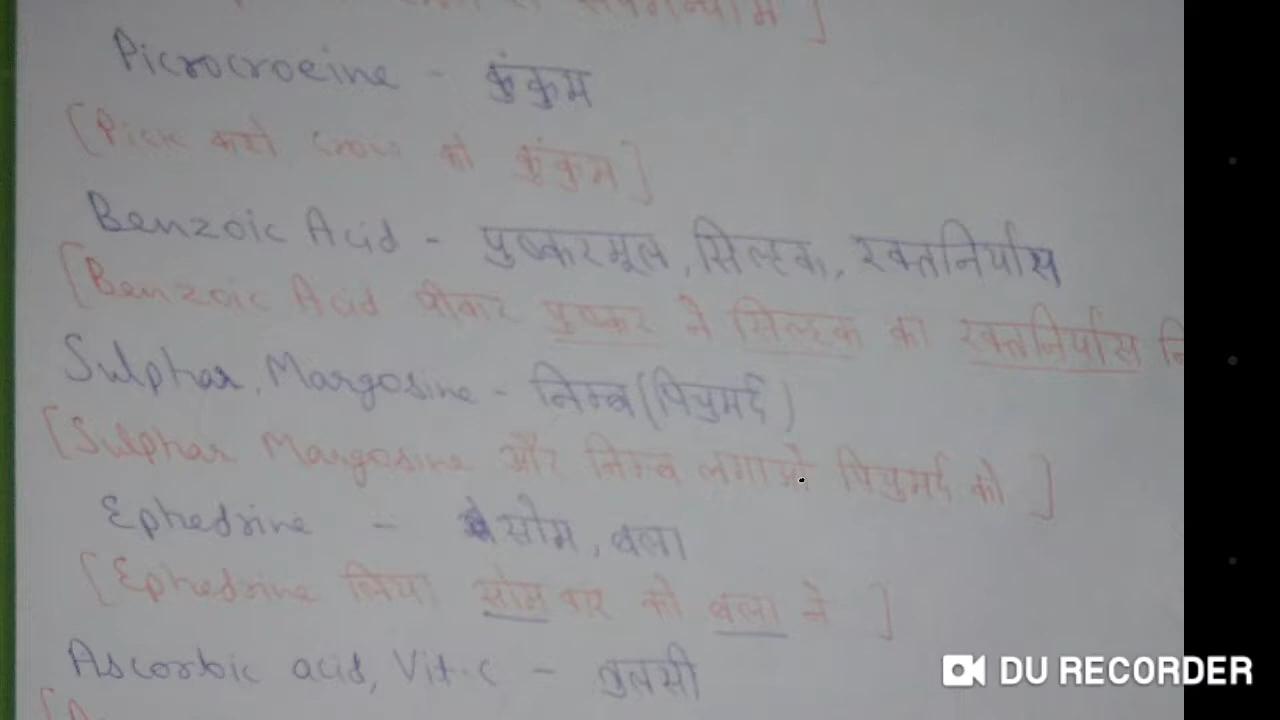 ]
Picrocroeine - कुंकुम
[Pick करो crow को कुंकुम]
Benzoic Acid - पुष्करमूल, सिल्हक, रक्तनिर्यास
[Benzoic Acid पीकर पुष्कर ने सिल्हक का रक्तनिर्यास नि
Sulphar, Margosine - निम्ब (पिचुमर्द)
[Sulphar Margosine और निम्ब लगाओ पिचुमर्द को ]
Ephedrine - सोम, बला
[Ephedrine लिया सोमवार को बला ने ]
Ascorbic acid, Vit-c - तुलसी
DU RECORDER